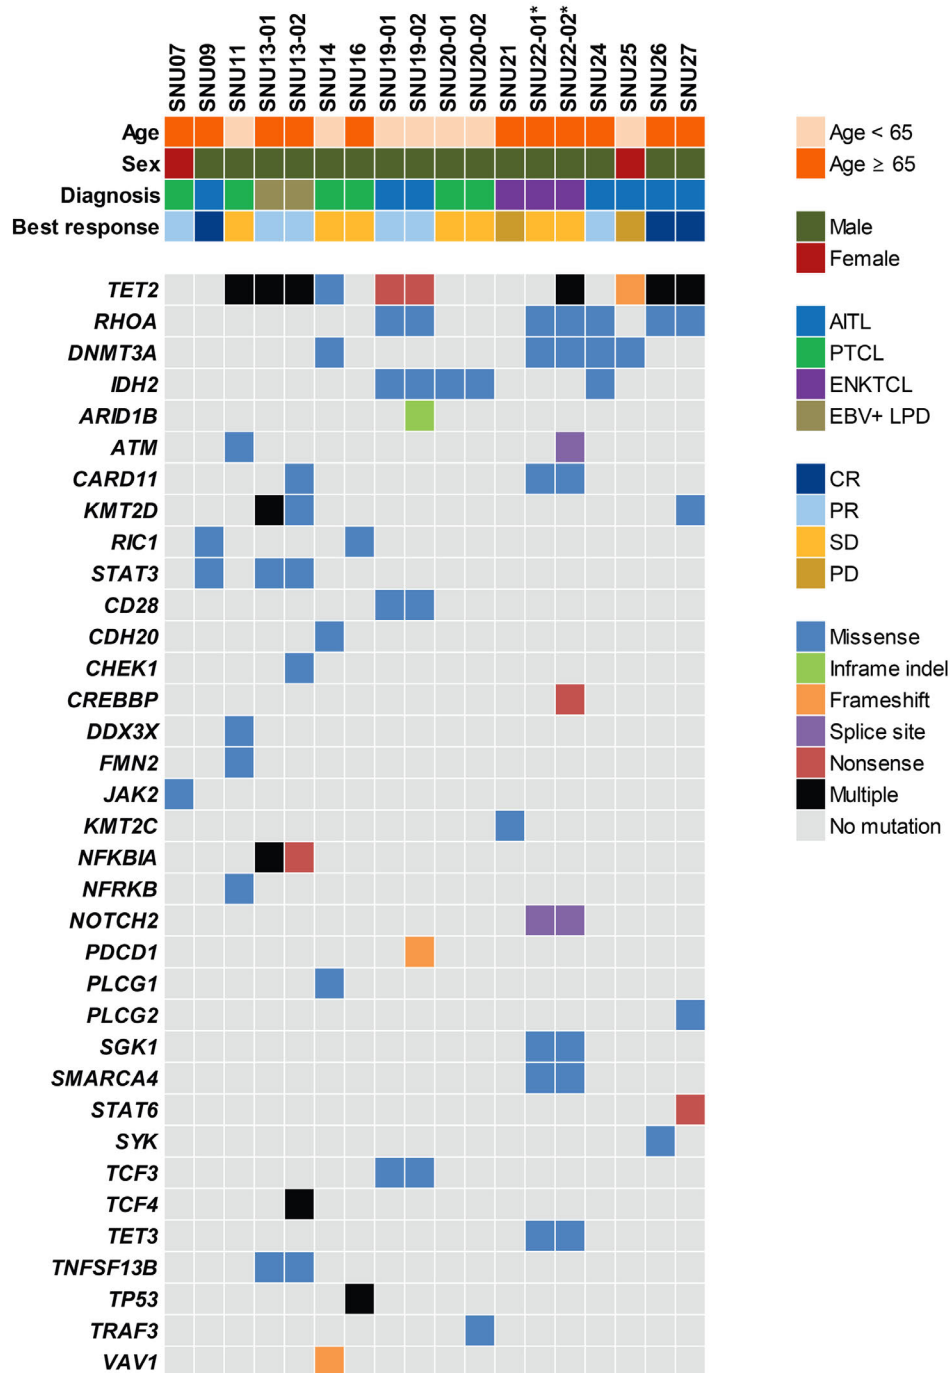 SNU07 SNU09 SNU11 SNU13-01 SNU13-02 SNU14 SNU16 SNU19-01 SNU19-02 SNU20-01 SNU20-02 SNU21 SNU22-01* SNU22-02* SNU24 SNU25 SNU26 SNU27
Age
Sex
Diagnosis
Best response
TET2
RHOA
DNMT3A
IDH2
ARID1B
ATM
CARD11
KMT2D
RIC1
STAT3
CD28
CDH20
CHEK1
CREBBP
DDX3X
FMN2
JAK2
KMT2C
NFKBIA
NFRKB
NOTCH2
PDCD1
PLCG1
PLCG2
SGK1
SMARCA4
STAT6
SYK
TCF3
TCF4
TET3
TNFSF13B
TP53
TRAF3
VAV1
Age < 65
Age ≥ 65
Male
Female
AITL
PTCL
ENKTCL
EBV+ LPD
CR
PR
SD
PD
Missense
Inframe indel
Frameshift
Splice site
Nonsense
Multiple
No mutation